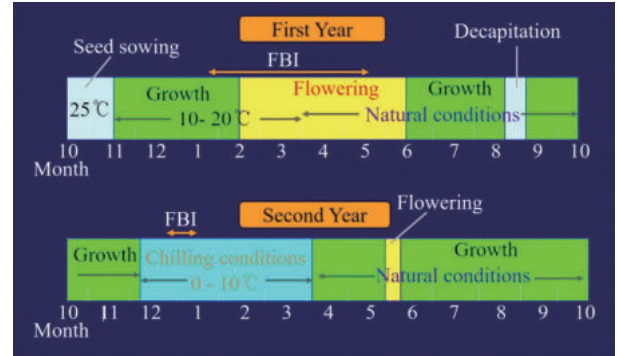 First Year
Decapitation
Seed sowing
FBI
Growth
Flowering
Growth
25℃
10- 20℃
Natural conditions
10 11 12 1 2 3 4 5 6 7 8 9 10
Month
Second Year
Flowering
FBI
Growth
Chilling conditions
Growth
0 - 10℃
Natural conditions
10 11 12 1 2 3 4 5 6 7 8 9 10
Month